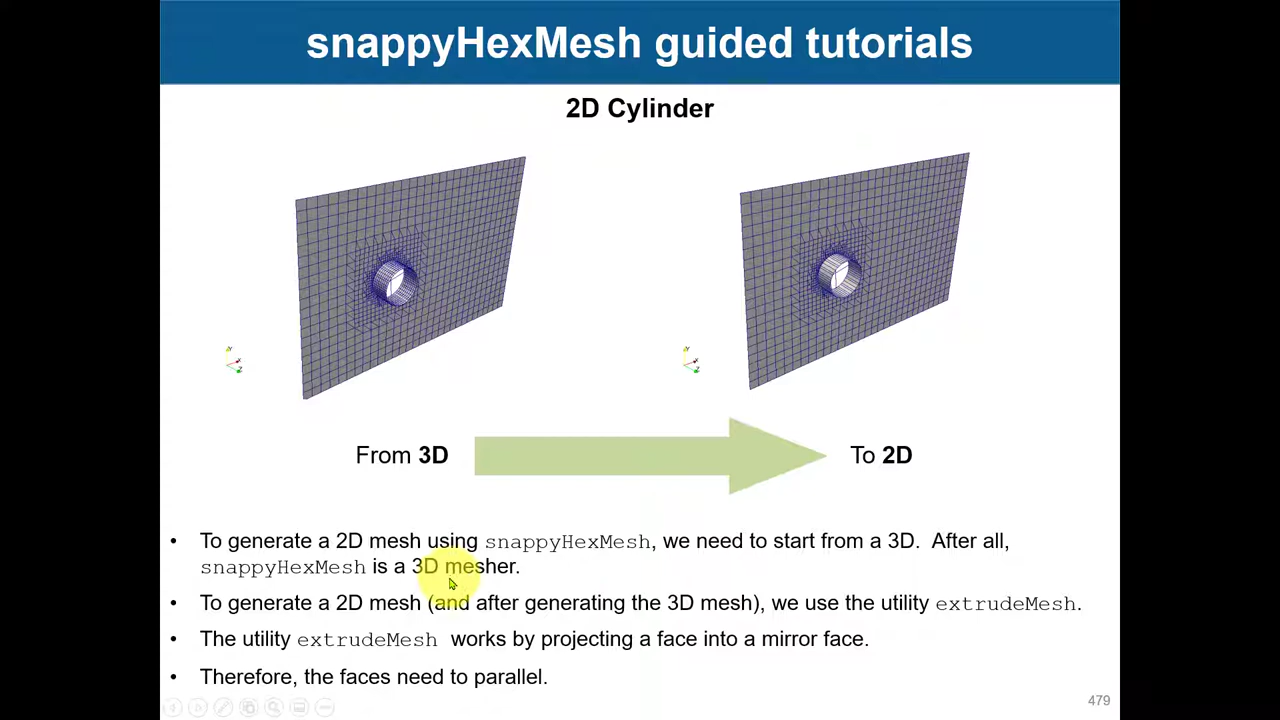 snappyHexMesh guided tutorials
2D Cylinder
From 3D
To 2D
• To generate a 2D mesh using snappyHexMesh, we need to start from a 3D. After all,
snappyHexMesh is a 3D mesher.
• To generate a 2D mesh (and after generating the 3D mesh), we use the utility extrudeMesh.
• The utility extrudeMesh works by projecting a face into a mirror face.
• Therefore, the faces need to parallel.
479